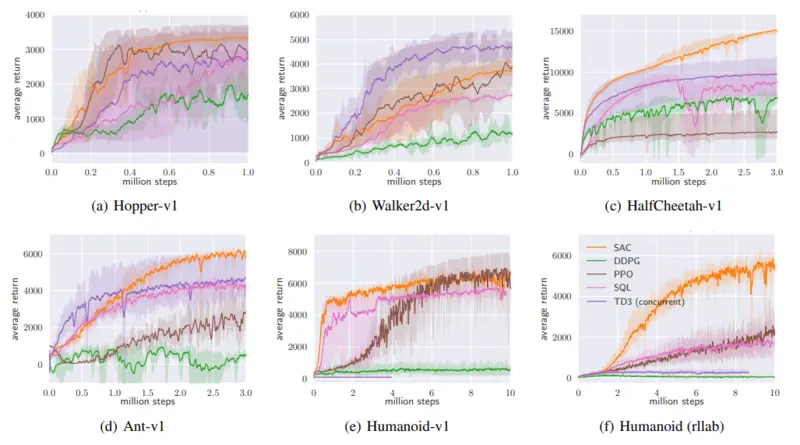 4000
3000
2000
1000
0
average return
0.0 0.2 0.4 0.6 0.8 1.0
million steps
(a) Hopper-v1
6000
5000
4000
3000
2000
1000
0
average return
0.0 0.2 0.4 0.6 0.8 1.0
million steps
(b) Walker2d-v1
15000
10000
5000
0
average return
0.0 0.5 1.0 1.5 2.0 2.5 3.0
million steps
(c) HalfCheetah-v1
6000
4000
2000
0
average return
0.0 0.5 1.0 1.5 2.0 2.5 3.0
million steps
(d) Ant-v1
8000
6000
4000
2000
0
average return
0 2 4 6 8 10
million steps
(e) Humanoid-v1
6000
4000
2000
0
average return
SAC
DDPG
PPO
SQL
TD3 (concurrent)
0 2 4 6 8 10
million steps
(f) Humanoid (rllab)